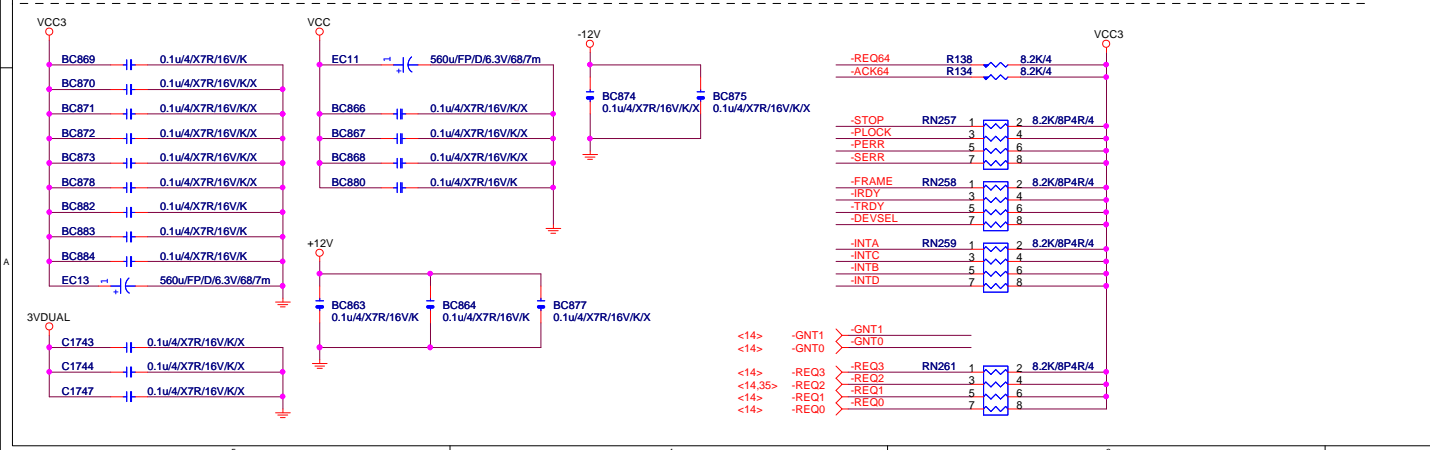 VCC3
BC869 0.1u/4/X7R/16V/K
BC870 0.1u/4/X7R/16V/K/X
BC871 0.1u/4/X7R/16V/K
BC872 0.1u/4/X7R/16V/K/X
BC873 0.1u/4/X7R/16V/K/X
BC878 0.1u/4/X7R/16V/K/X
BC882 0.1u/4/X7R/16V/K
BC883 0.1u/4/X7R/16V/K
BC884 0.1u/4/X7R/16V/K
EC13 1 + 560u/FP/D/6.3V/68/7m
3VDUAL
C1743 0.1u/4/X7R/16V/K/X
C1744 0.1u/4/X7R/16V/K/X
C1747 0.1u/4/X7R/16V/K/X
VCC
EC11 1 + 560u/FP/D/6.3V/68/7m
BC866 0.1u/4/X7R/16V/K/X
BC867 0.1u/4/X7R/16V/K/X
BC868 0.1u/4/X7R/16V/K/X
BC880 0.1u/4/X7R/16V/K
+12V
BC863 BC864 BC877
0.1u/4/X7R/16V/K 0.1u/4/X7R/16V/K 0.1u/4/X7R/16V/K/X
-12V
BC874 BC875
0.1u/4/X7R/16V/K/X 0.1u/4/X7R/16V/K/X
VCC3
-REQ64 R138 8.2K/4
-ACK64 R134 8.2K/4
-STOP RN257 1 2 8.2K/8P4R/4
-PLOCK 3 4
-PERR 5 6
-SERR 7 8
-FRAME RN258 1 2 8.2K/8P4R/4
-IRDY 3 4
-TRDY 5 6
-DEVSEL 7 8
-INTA RN259 1 2 8.2K/8P4R/4
-INTC 3 4
-INTB 5 6
-INTD 7 8
<14> -GNT1 -GNT1
<14> -GNT0 -GNT0
<14> -REQ3 -REQ3 RN261 1 2 8.2K/8P4R/4
<14,35> -REQ2 -REQ2 3 4
<14> -REQ1 -REQ1 5 6
<14> -REQ0 -REQ0 7 8
A